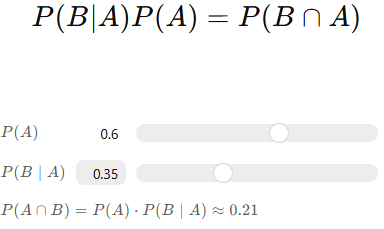 P(B|A)P(A) = P(B ∩ A)
P(A) 0.6
P(B | A) 0.35
P(A ∩ B) = P(A) · P(B | A) ≈ 0.21